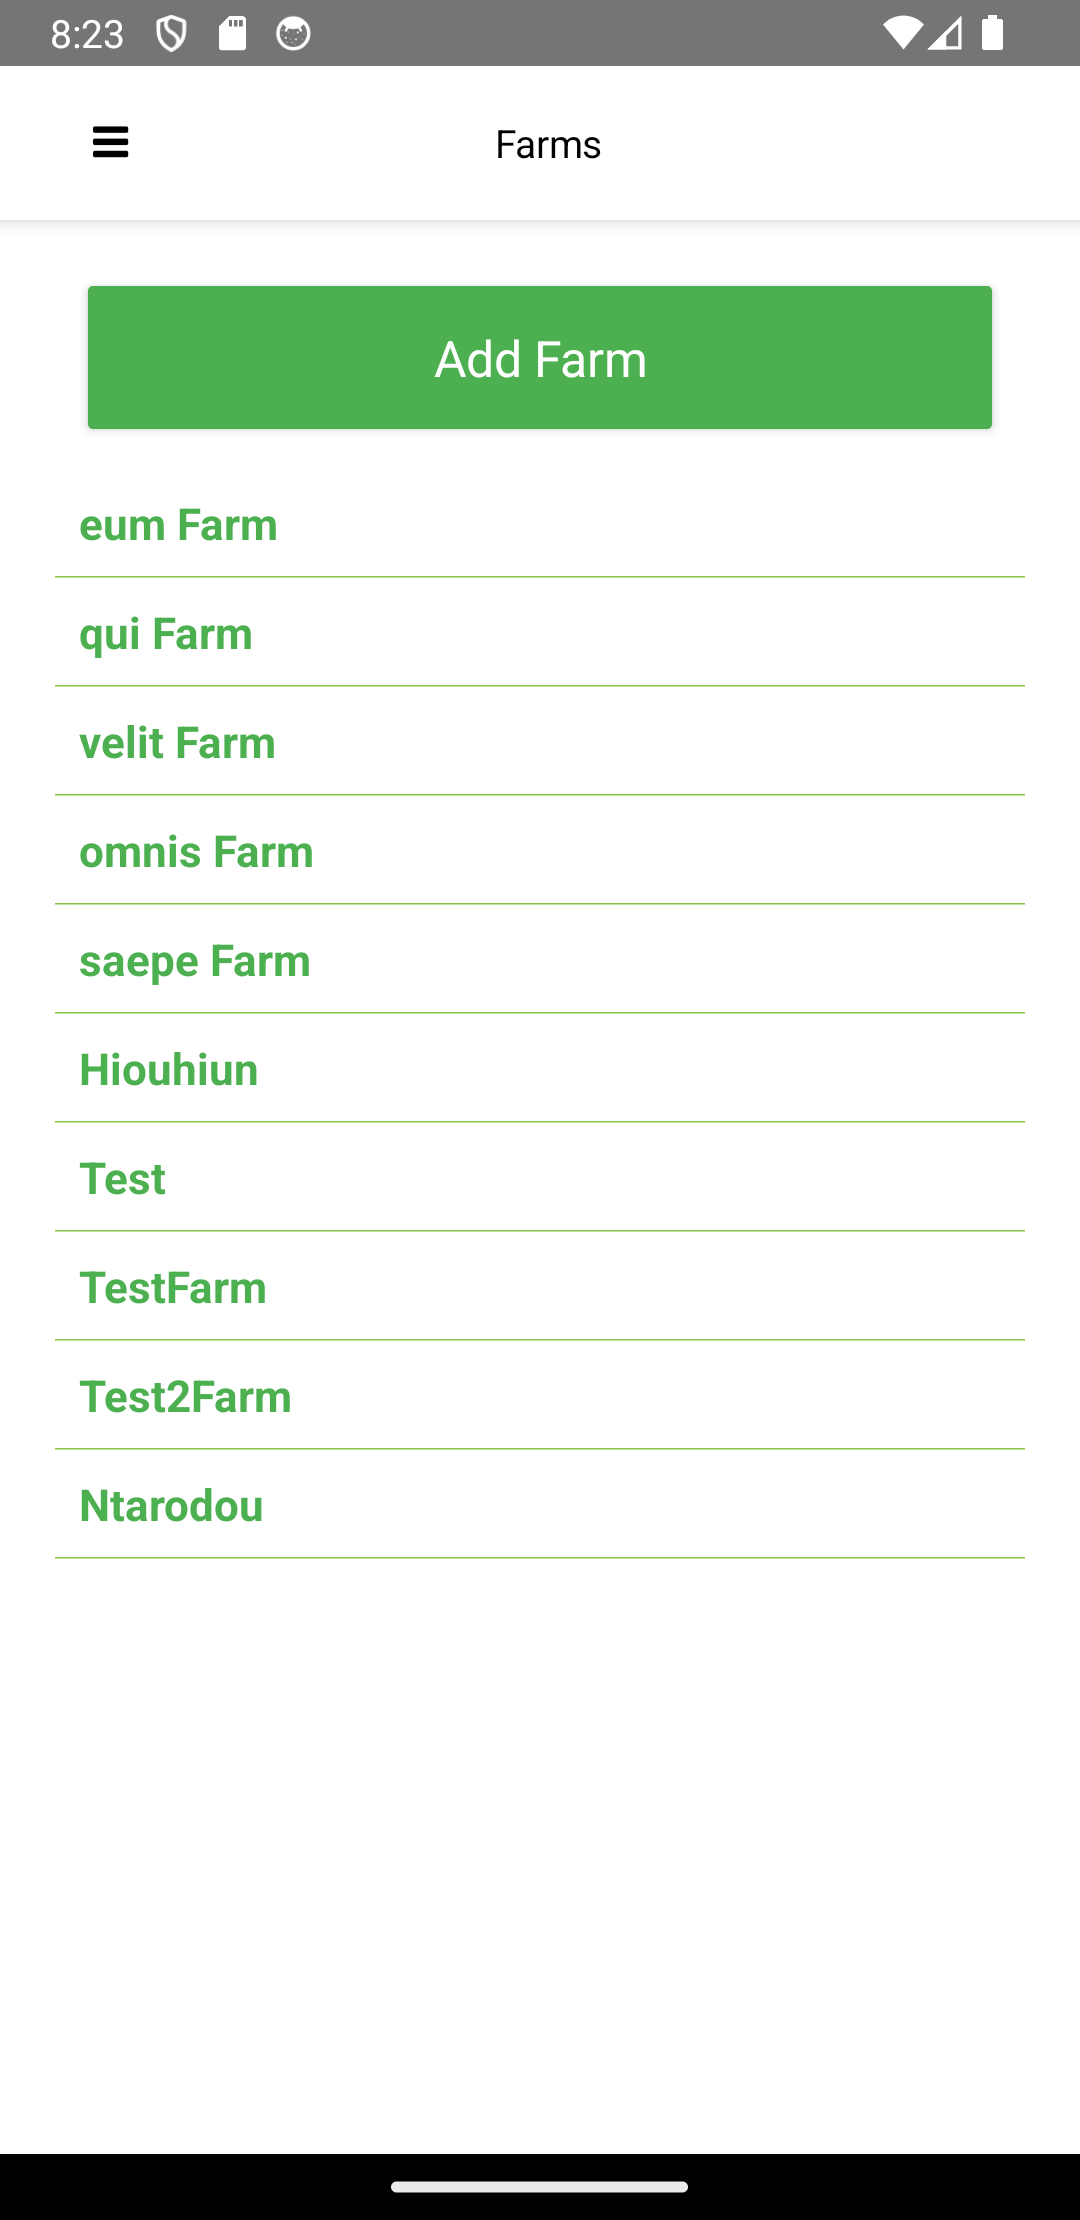 8:23
Farms
Add Farm
eum Farm
qui Farm
velit Farm
omnis Farm
saepe Farm
Hiouhiun
Test
TestFarm
Test2Farm
Ntarodou